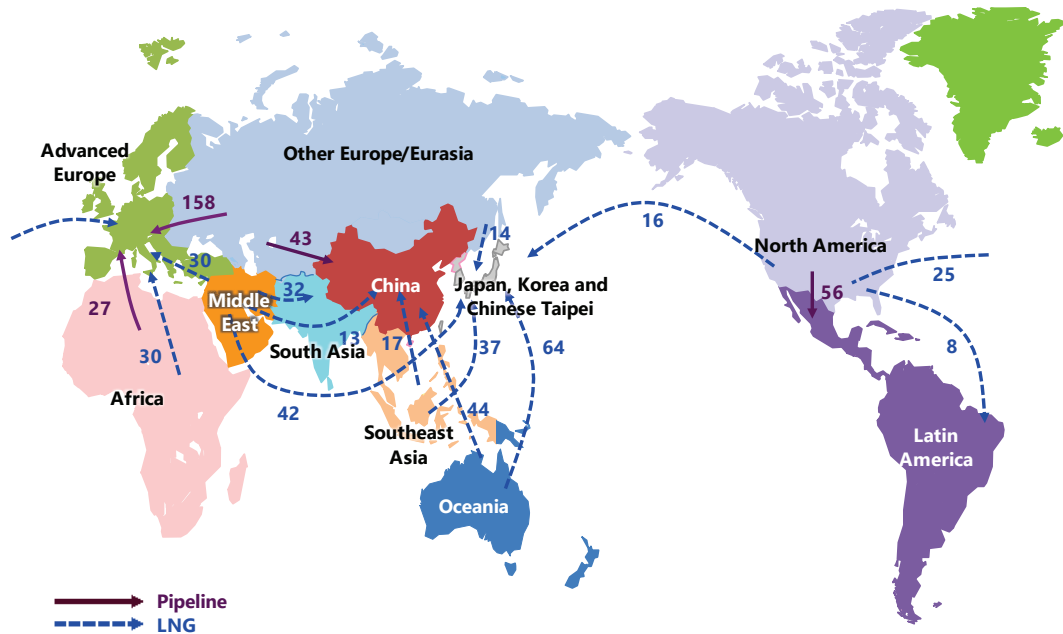 Advanced
Europe
Other Europe/Eurasia
158
43
14
16
North America
25
30
32
China
Japan, Korea and
Chinese Taipei
Middle
East
56
27
13
17
37
64
8
South Asia
30
Africa
42
44
Southeast
Asia
Latin
America
Oceania
Pipeline
LNG